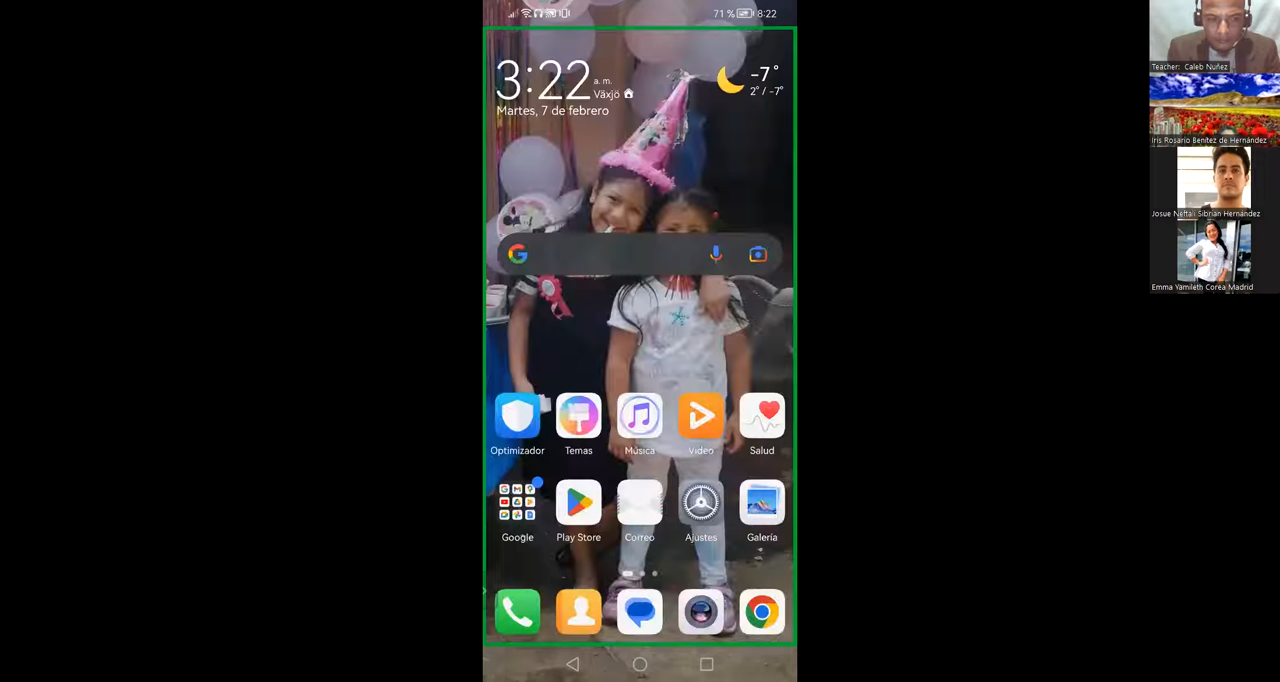 71 % 8:22
3:22 a. m.
Växjö
Martes, 7 de febrero
-7°
2° / -7°
Optimizador Temas Música Video Salud
Google Play Store Correo Ajustes Galería
Teacher: Caleb Nuñez
Iris Rosario Benitez de Hernández
Josue Neftali Sibrian Hernández
Emma Yamileth Corea Madrid